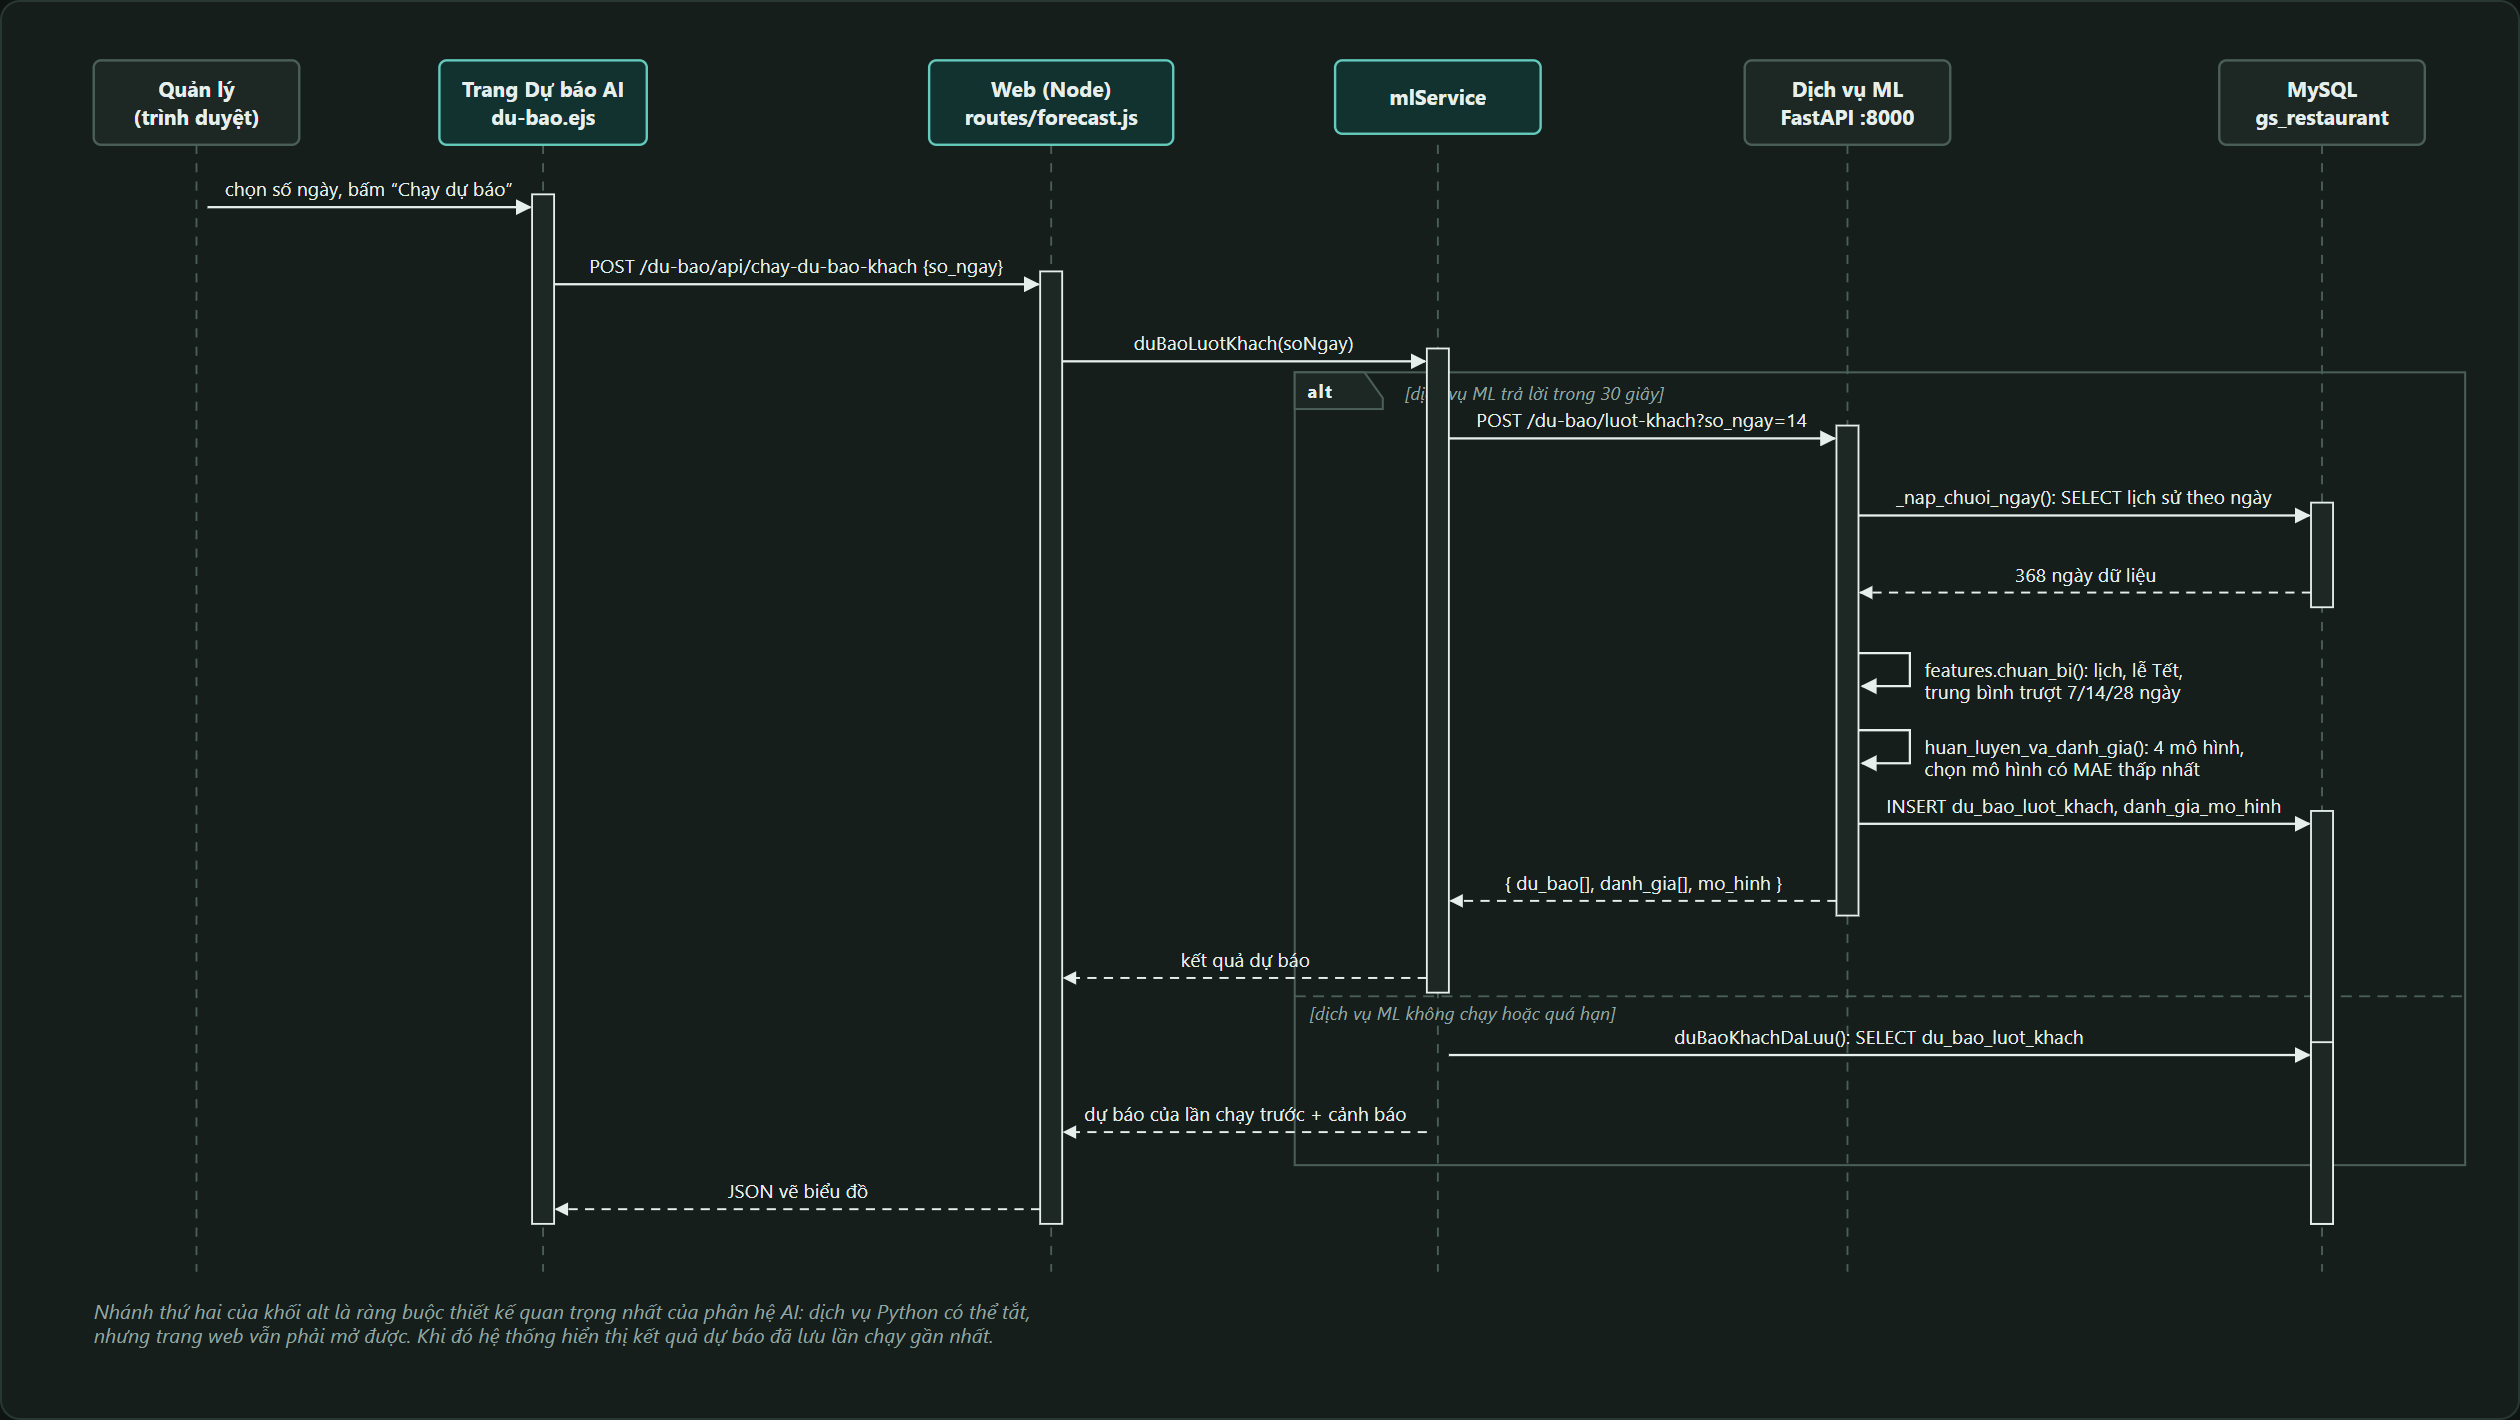 Quản lý
(trình duyệt)
Trang Dự báo AI
du-bao.ejs
Web (Node)
routes/forecast.js
mlService
Dịch vụ ML
FastAPI :8000
MySQL
gs_restaurant
chọn số ngày, bấm “Chạy dự báo”
POST /du-bao/api/chay-du-bao-khach {so_ngay}
duBaoLuotKhach(soNgay)
alt
[dịch vụ ML trả lời trong 30 giây]
POST /du-bao/luot-khach?so_ngay=14
_nap_chuoi_ngay(): SELECT lịch sử theo ngày
368 ngày dữ liệu
features.chuan_bi(): lịch, lễ Tết,
trung bình trượt 7/14/28 ngày
huan_luyen_va_danh_gia(): 4 mô hình,
chọn mô hình có MAE thấp nhất
INSERT du_bao_luot_khach, danh_gia_mo_hinh
{ du_bao[], danh_gia[], mo_hinh }
kết quả dự báo
[dịch vụ ML không chạy hoặc quá hạn]
duBaoKhachDaLuu(): SELECT du_bao_luot_khach
dự báo của lần chạy trước + cảnh báo
JSON vẽ biểu đồ
Nhánh thứ hai của khối alt là ràng buộc thiết kế quan trọng nhất của phân hệ AI: dịch vụ Python có thể tắt,
nhưng trang web vẫn phải mở được. Khi đó hệ thống hiển thị kết quả dự báo đã lưu lần chạy gần nhất.